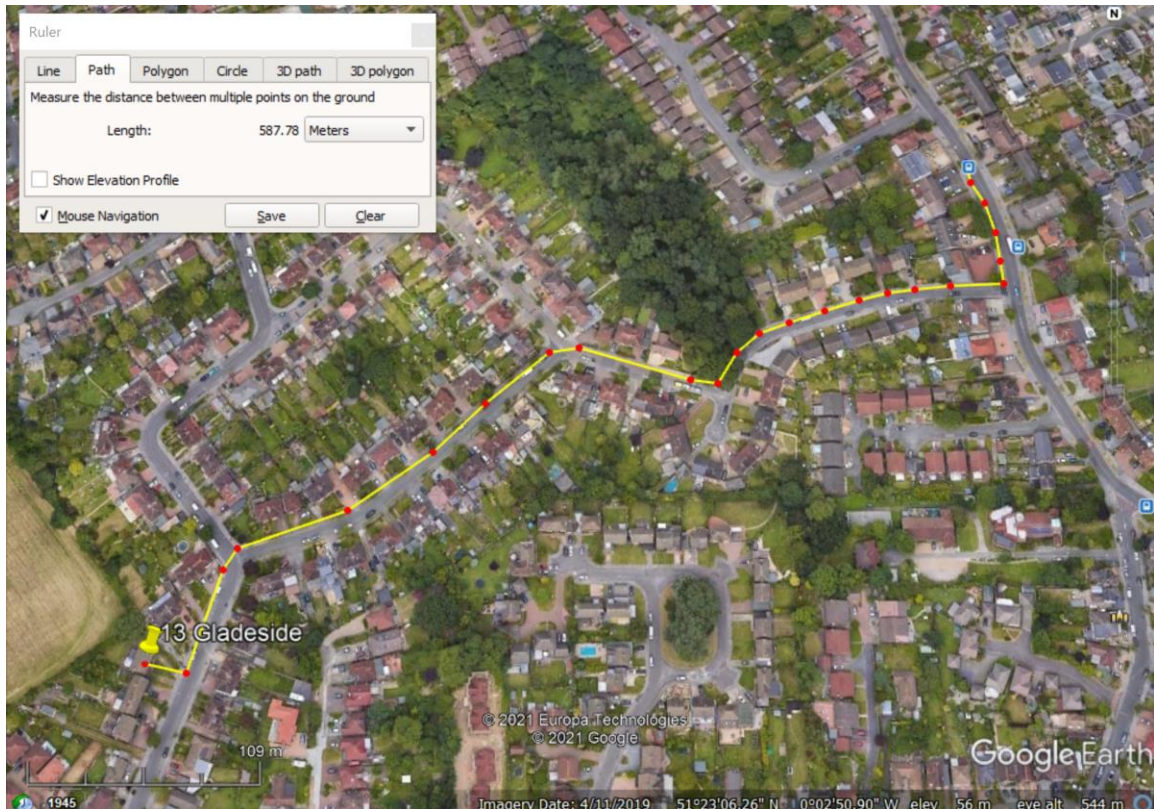 Ruler
Line Path Polygon Circle 3D path 3D polygon
Measure the distance between multiple points on the ground
Length: 587.78 Meters
Show Elevation Profile
Mouse Navigation Save Clear
N
13 Gladeside
© 2021 Europa Technologies
© 2021 Google
109 m
Google Earth
1945
Imagery Date: 4/11/2019 51°23'06.26" N 0°02'50.90" W elev 56 m eye alt 544 m